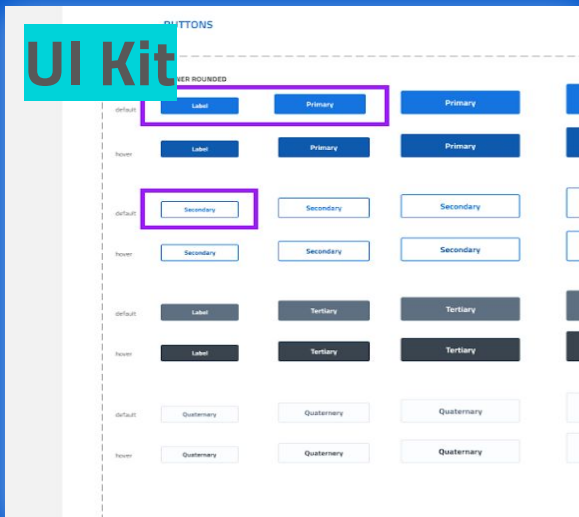 BUTTONS
UI Kit
NER ROUNDED
default Label Primary Primary
hover Label Primary Primary
default Secondary Secondary Secondary
hover Secondary Secondary Secondary
default Label Tertiary Tertiary
hover Label Tertiary Tertiary
default Quaternary Quaternary Quaternary
hover Quaternary Quaternary Quaternary